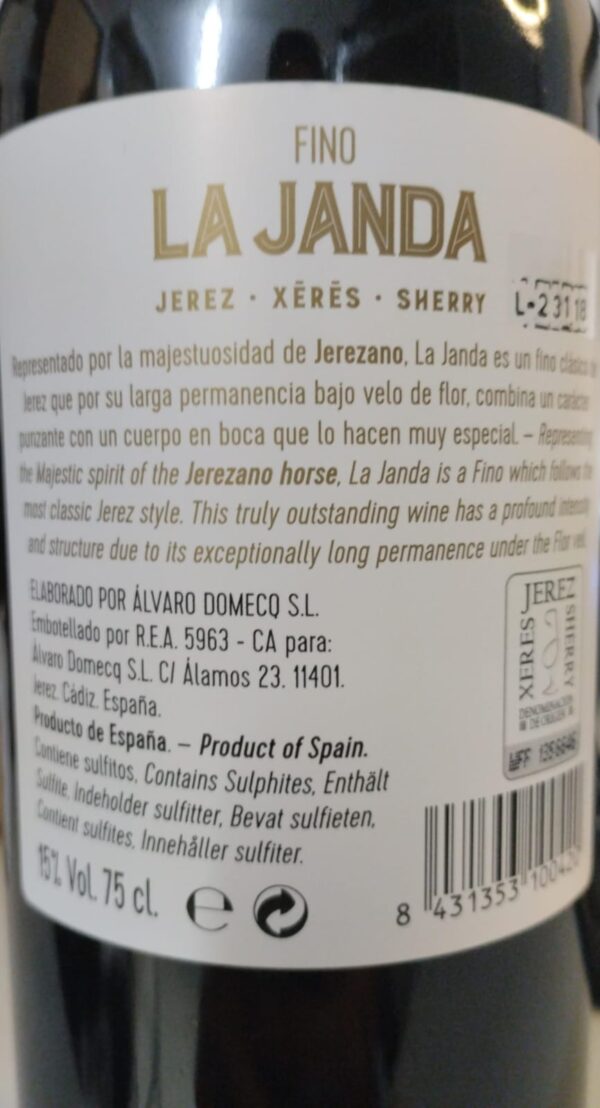 FINO
LA JANDA
JEREZ · XÉRÈS · SHERRY
L-23118
Representado por la majestuosidad de Jerezano, La Janda es un fino clásico de
Jerez que por su larga permanencia bajo velo de flor, combina un carácter
punzante con un cuerpo en boca que lo hacen muy especial. – Representing
the Majestic spirit of the Jerezano horse, La Janda is a Fino which follows the
most classic Jerez style. This truly outstanding wine has a profound intensity
and structure due to its exceptionally long permanence under the Flor veil.
ELABORADO POR ÁLVARO DOMECQ S.L.
Embotellado por R.E.A. 5963 - CA para:
Álvaro Domecq S.L. C/ Álamos 23. 11401.
Jerez. Cádiz. España.
Producto de España. – Product of Spain.
Contiene sulfitos, Contains Sulphites, Enthält
Sulfite, Indeholder sulfitter, Bevat sulfieten,
Contient sulfites, Innehåller sulfiter.
15% Vol. 75 cl.
e
JEREZ
XERES
SHERRY
DENOMINACIÓN
DE ORIGEN
8 431353 100420